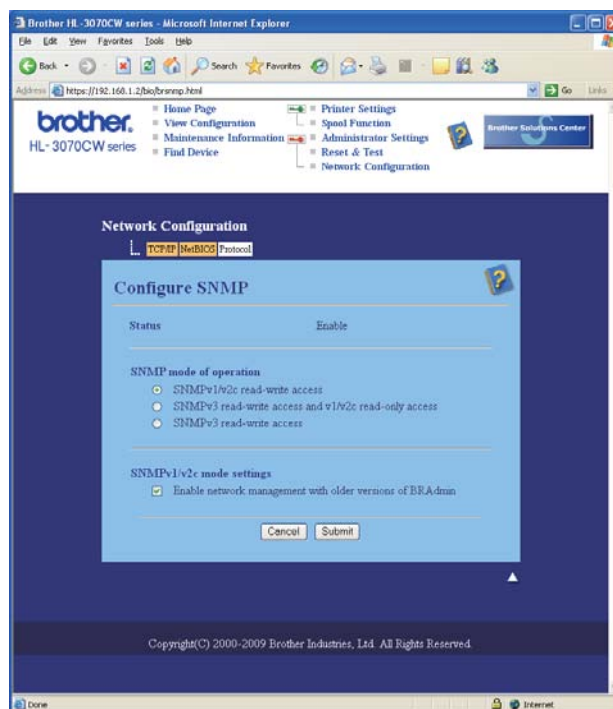 Brother HL-3070CW series - Microsoft Internet Explorer
File Edit View Favorites Tools Help
Back Search Favorites
Address https://192.168.1.2/bio/brsnmp.html Go Links
brother.
HL-3070CW series
Home Page
View Configuration
Maintenance Information
Find Device
Printer Settings
Spool Function
Administrator Settings
Reset & Test
Network Configuration
Brother Solutions Center
Network Configuration
TCP/IP NetBIOS Protocol
Configure SNMP
Status Enable
SNMP mode of operation
SNMPv1/v2c read-write access
SNMPv3 read-write access and v1/v2c read-only access
SNMPv3 read-write access
SNMPv1/v2c mode settings
Enable network management with older versions of BRAdmin
Cancel Submit
Copyright(C) 2000-2009 Brother Industries, Ltd. All Rights Reserved.
Done Internet